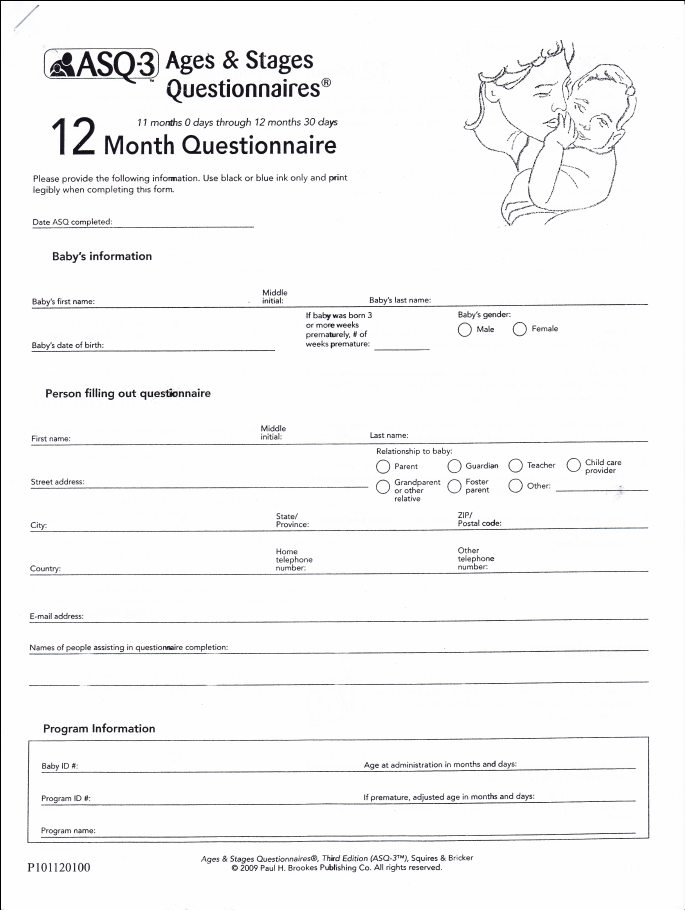 ASQ-3™ Ages & Stages
Questionnaires®
11 months 0 days through 12 months 30 days
12 Month Questionnaire
Please provide the following information. Use black or blue ink only and print
legibly when completing this form.
Date ASQ completed:
Baby's information
Baby's first name:
Middle
initial:
Baby's last name:
Baby's date of birth:
If baby was born 3
or more weeks
prematurely, # of
weeks premature:
Baby's gender:
Male Female
Person filling out questionnaire
First name:
Middle
initial:
Last name:
Street address:
Relationship to baby:
Parent
Guardian
Teacher
Child care
provider
Grandparent
or other
relative
Foster
parent
Other:
City:
State/
Province:
ZIP/
Postal code:
Country:
Home
telephone
number:
Other
telephone
number:
E-mail address:
Names of people assisting in questionnaire completion:
Program Information
Baby ID #:
Age at administration in months and days:
Program ID #:
If premature, adjusted age in months and days:
Program name:
P101120100
Ages & Stages Questionnaires®, Third Edition (ASQ-3™), Squires & Bricker
© 2009 Paul H. Brookes Publishing Co. All rights reserved.